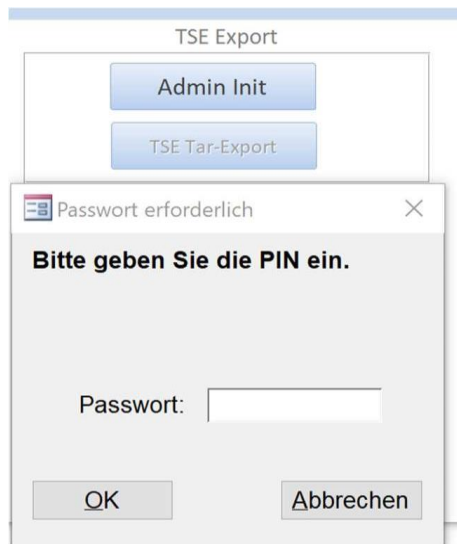 TSE Export
Admin Init
TSE Tar-Export
Passwort erforderlich
Bitte geben Sie die PIN ein.
Passwort:
OK
Abbrechen